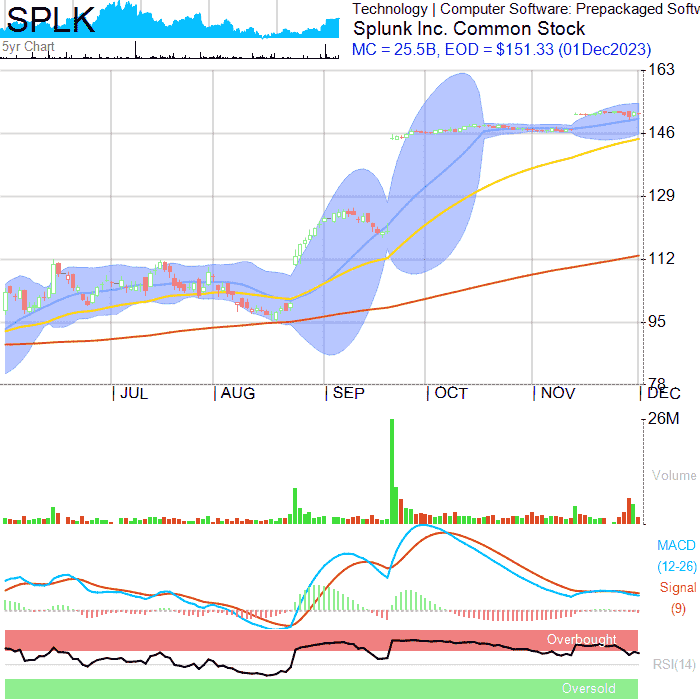 SPLK
5yr Chart
Technology | Computer Software: Prepackaged Softw
Splunk Inc. Common Stock
MC = 25.5B, EOD = $151.33 (01Dec2023)
163
146
129
112
95
78
JUL AUG SEP OCT NOV DEC
26M
Volume
MACD
(12-26)
Signal
(9)
Overbought
RSI(14)
Oversold